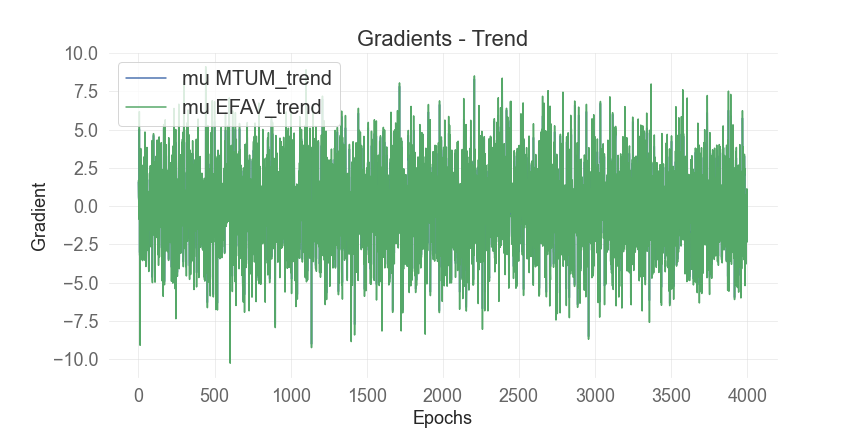 Gradients - Trend
mu MTUM_trend
mu EFAV_trend
10.0
7.5
5.0
2.5
0.0
−2.5
−5.0
−7.5
−10.0
Gradient
0 500 1000 1500 2000 2500 3000 3500 4000
Epochs